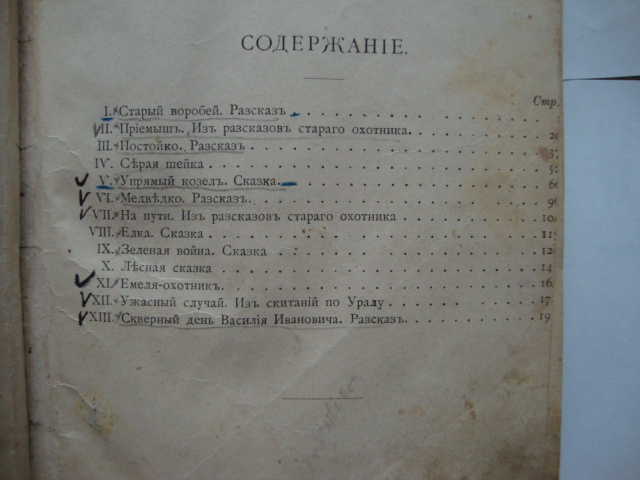 СОДЕРЖАНІЕ.
Стр.
I. Старый воробей. Разсказъ
II. Пріемышъ. Изъ разсказовъ стараго охотника.
III. Постойко. Разсказъ
IV. Сѣрая шейка
V. Упрямый козелъ. Сказка.
VI. Медвѣдко. Разсказъ.
VII. На пути. Изъ разсказовъ стараго охотника
VIII. Елка. Сказка
IX. Зеленая война. Сказка
X. Лѣсная сказка
XI. Емеля-охотникъ.
XII. Ужасный случай. Изъ скитаній по Уралу
XIII. Скверный день Василія Ивановича. Разсказъ.